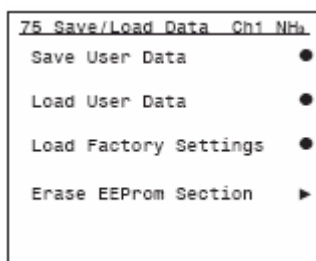 75 Save/Load Data Ch1 NH₃
Save User Data ●
Load User Data ●
Load Factory Settings ●
Erase EEProm Section ►